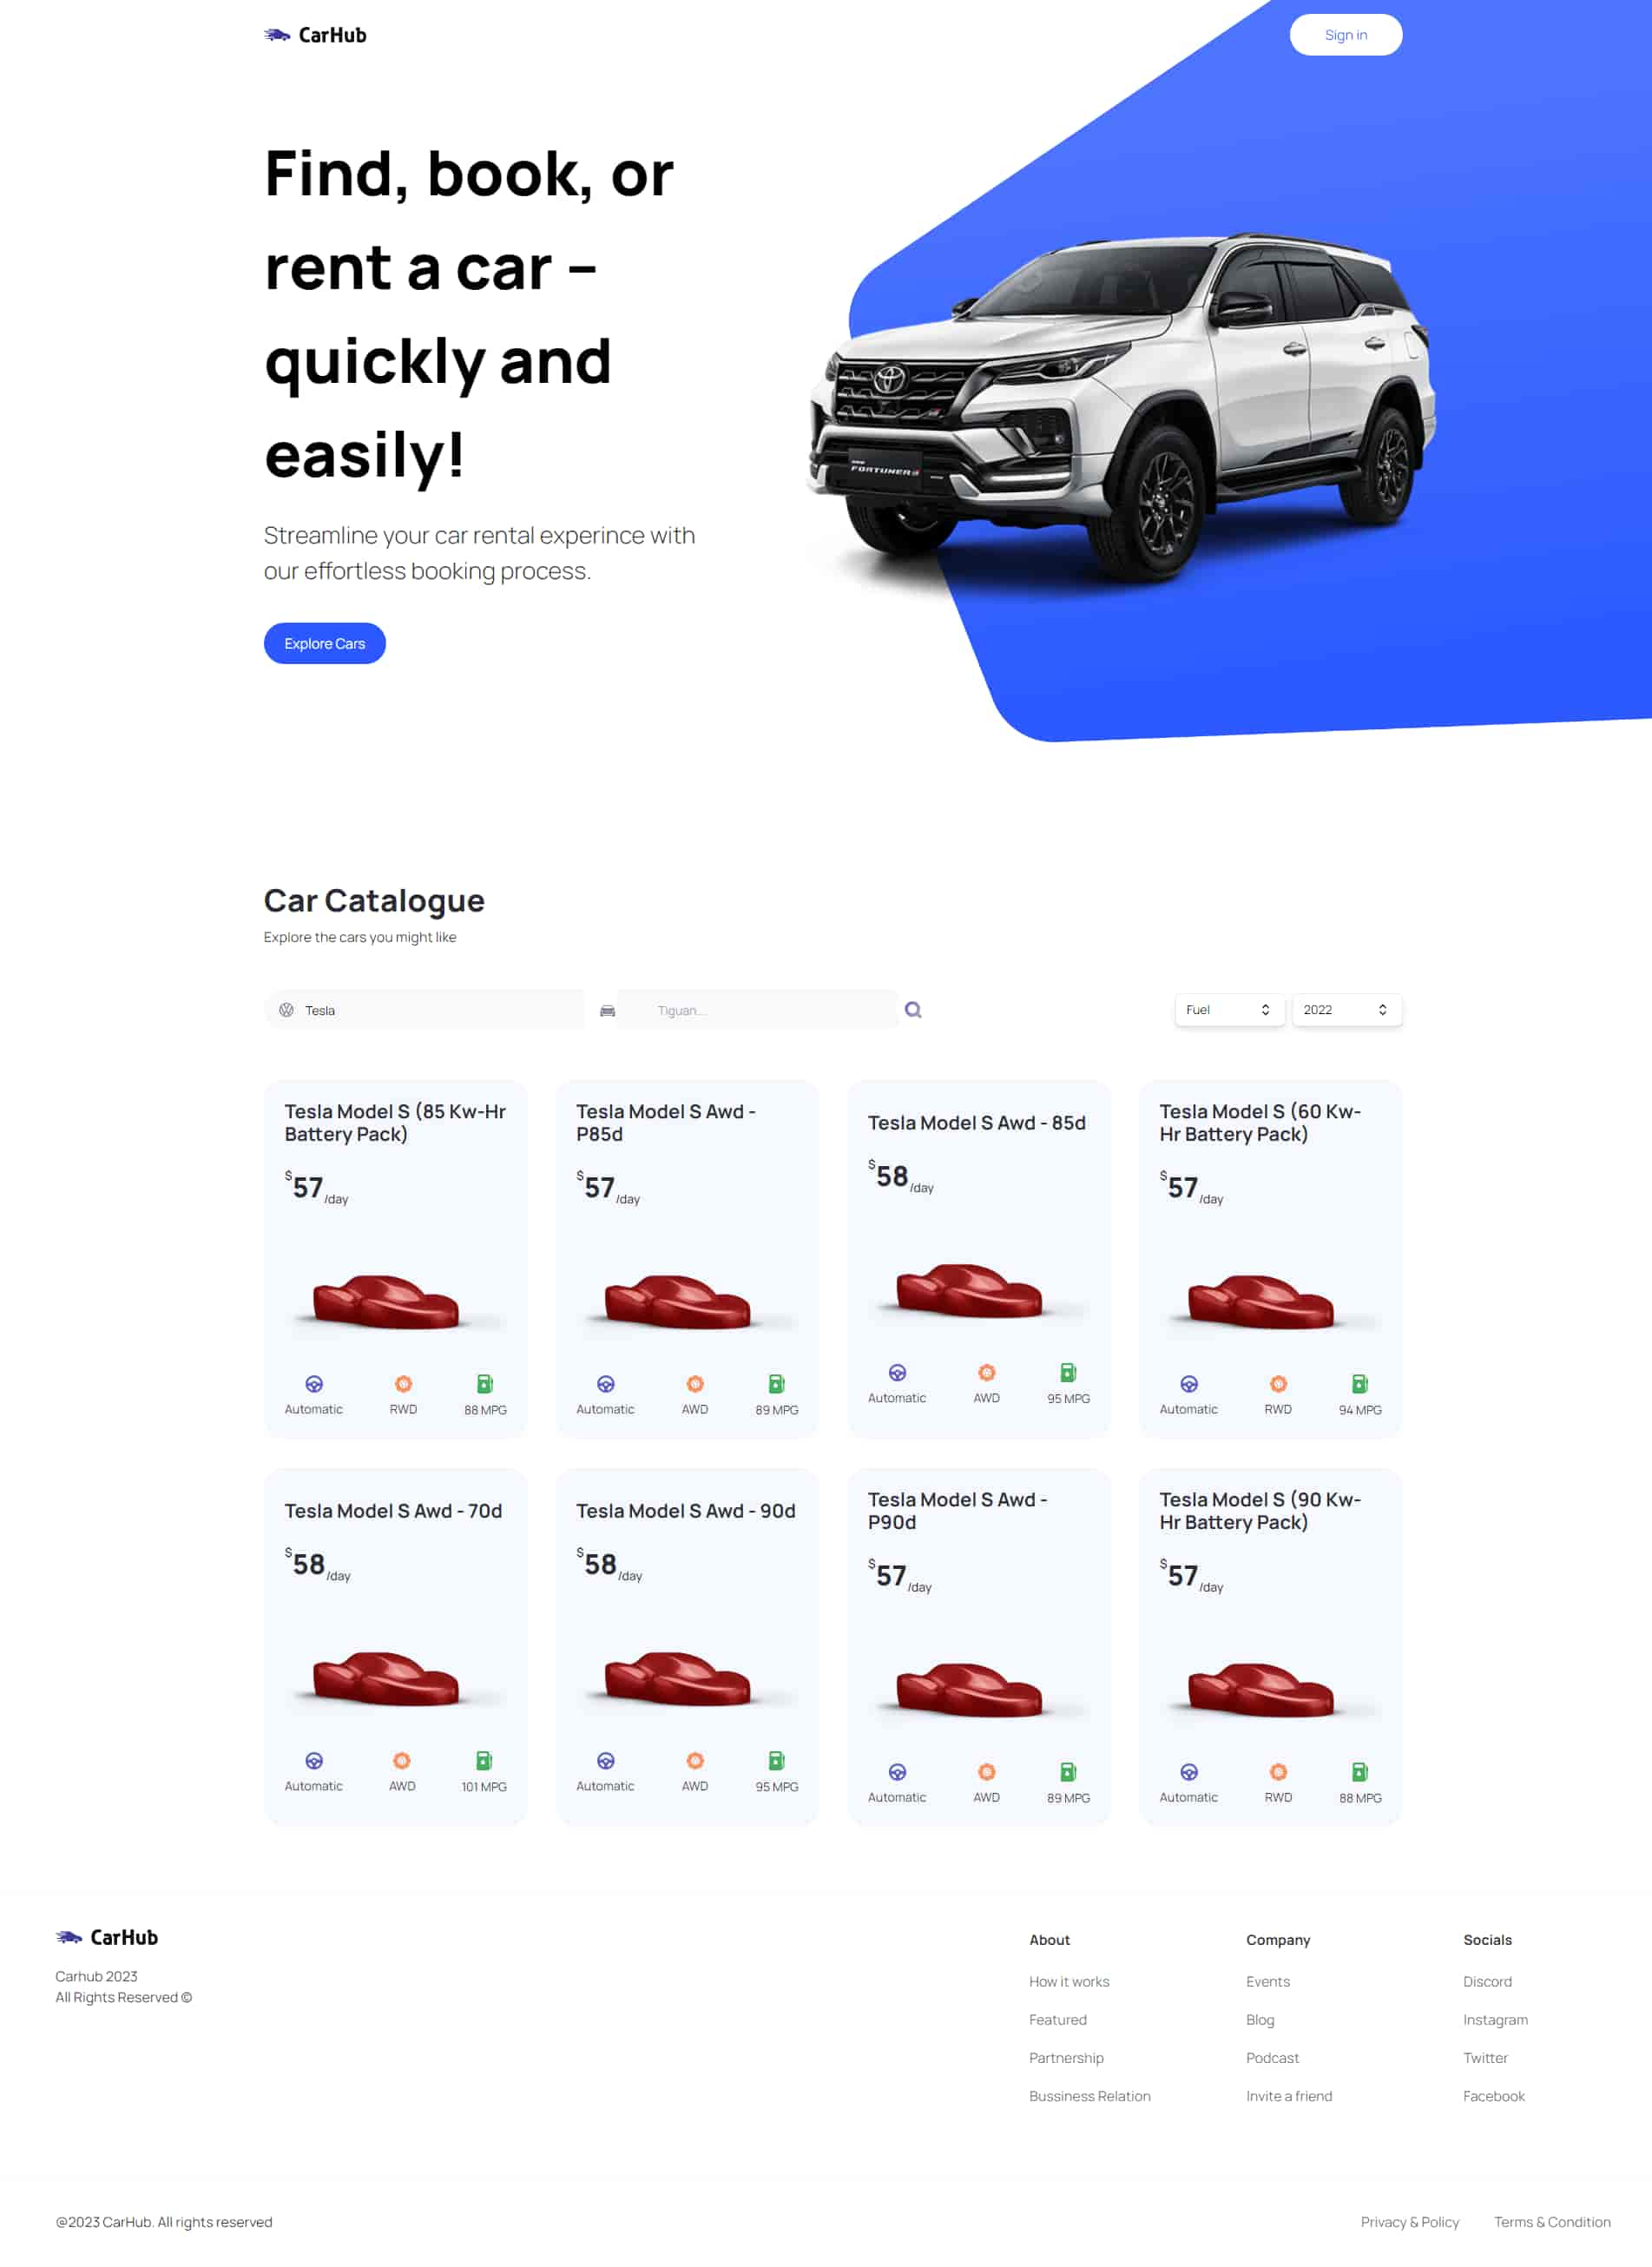 CarHub
Sign in
Find, book, or
rent a car –
quickly and
easily!
Streamline your car rental experince with
our effortless booking process.
Explore Cars
FORTUNER
Car Catalogue
Explore the cars you might like
Tesla
Tiguan...
Fuel
2022
Tesla Model S (85 Kw-Hr
Battery Pack)
$57/day
Automatic
RWD
88 MPG
Tesla Model S Awd -
P85d
$57/day
Automatic
AWD
89 MPG
Tesla Model S Awd - 85d
$58/day
Automatic
AWD
95 MPG
Tesla Model S (60 Kw-
Hr Battery Pack)
$57/day
Automatic
RWD
94 MPG
Tesla Model S Awd - 70d
$58/day
Automatic
AWD
101 MPG
Tesla Model S Awd - 90d
$58/day
Automatic
AWD
95 MPG
Tesla Model S Awd -
P90d
$57/day
Automatic
AWD
89 MPG
Tesla Model S (90 Kw-
Hr Battery Pack)
$57/day
Automatic
RWD
88 MPG
CarHub
Carhub 2023
All Rights Reserved ©
About
How it works
Featured
Partnership
Bussiness Relation
Company
Events
Blog
Podcast
Invite a friend
Socials
Discord
Instagram
Twitter
Facebook
@2023 CarHub. All rights reserved
Privacy & Policy
Terms & Condition